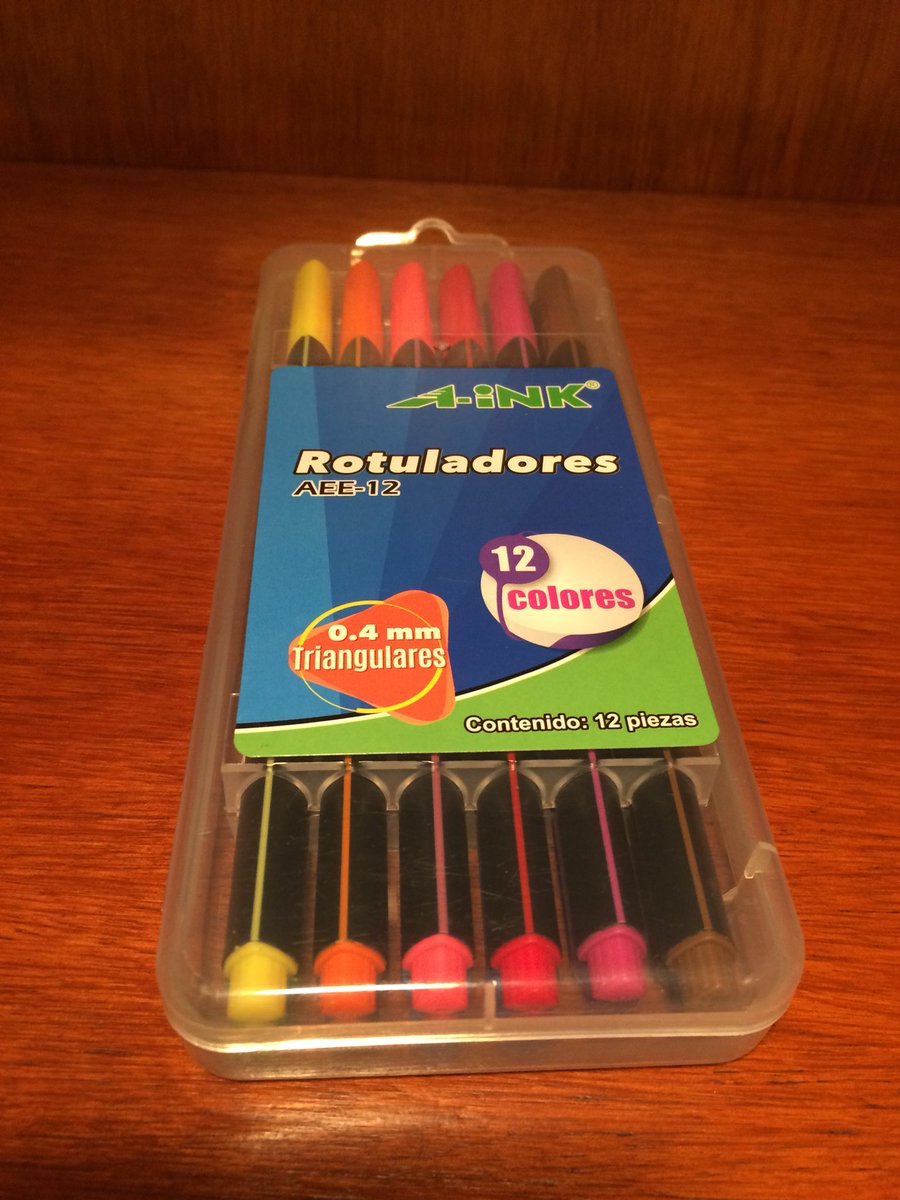 A-iNK®
Rotuladores
AEE-12
12
colores
0.4 mm
Triangulares
Contenido: 12 piezas